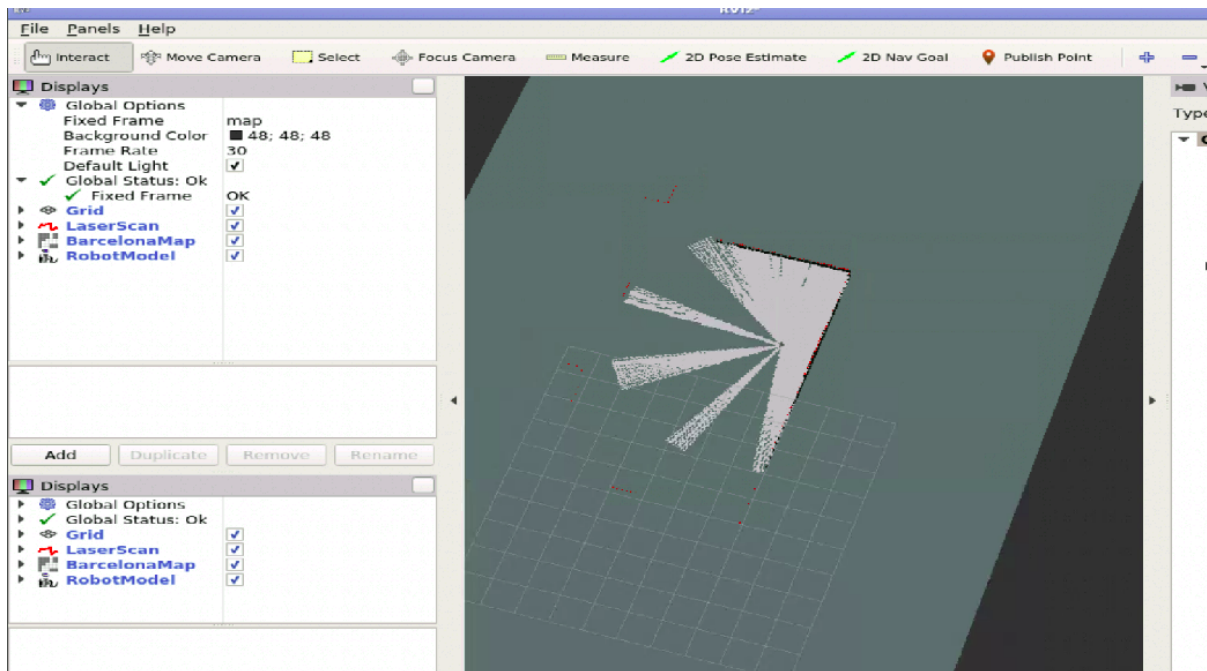 RViz*
File Panels Help
Interact Move Camera Select Focus Camera Measure 2D Pose Estimate 2D Nav Goal Publish Point
Displays
Global Options
Fixed Frame map
Background Color 48; 48; 48
Frame Rate 30
Default Light
Global Status: Ok
Fixed Frame OK
Grid
LaserScan
BarcelonaMap
RobotModel
Add Duplicate Remove Rename
Displays
Global Options
Global Status: Ok
Grid
LaserScan
BarcelonaMap
RobotModel
Type